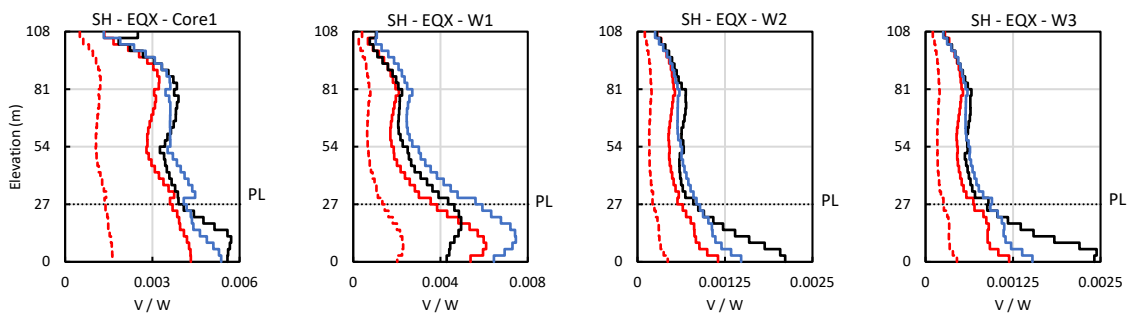 SH - EQX - Core1
SH - EQX - W1
SH - EQX - W2
SH - EQX - W3
Elevation (m)
108
81
54
27
0
PL
0
0.003
0.006
V / W
108
81
54
27
0
PL
0
0.004
0.008
V / W
108
81
54
27
0
PL
0
0.00125
0.0025
V / W
108
81
54
27
0
PL
0
0.00125
0.0025
V / W